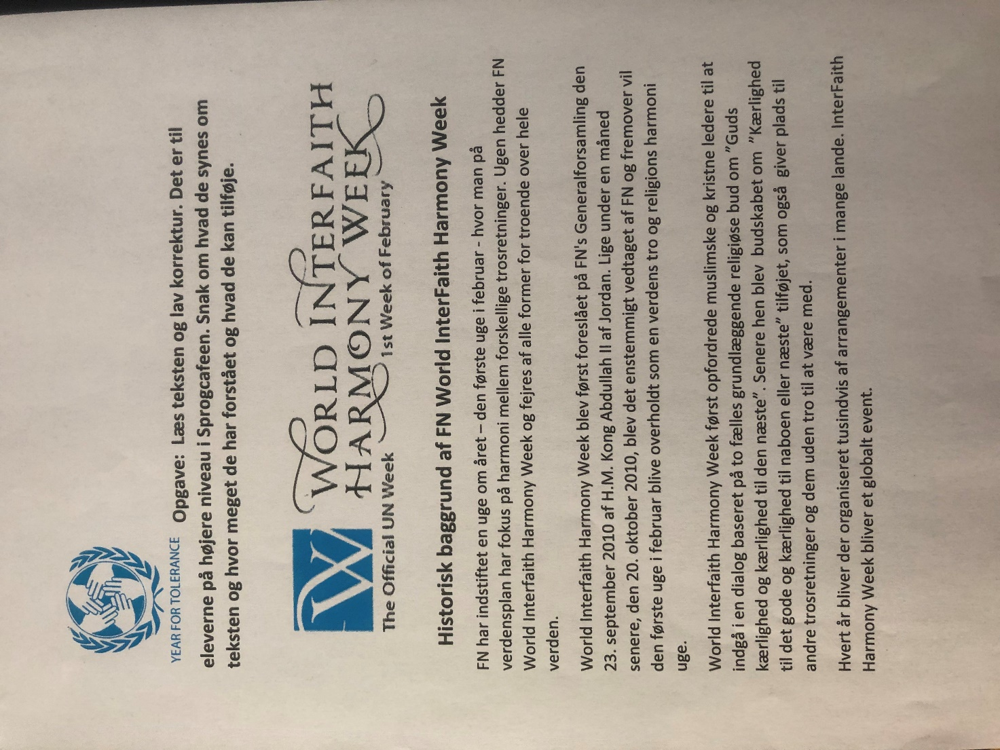 YEAR FOR TOLERANCE Opgave: Læs teksten og lav korrektur. Det er til
eleverne på højere niveau i Sprogcafeen. Snak om hvad de synes om
teksten og hvor meget de har forstået og hvad de kan tilføje.
W WORLD INTERFAITH
HARMONY WEEK
The Official UN Week 1st Week of February
Historisk baggrund af FN World InterFaith Harmony Week
FN har indstiftet en uge om året – den første uge i februar - hvor man på
verdensplan har fokus på harmoni mellem forskellige trosretninger. Ugen hedder FN
World Interfaith Harmony Week og fejres af alle former for troende over hele
verden.
World Interfaith Harmony Week blev først foreslået på FN's Generalforsamling den
23. september 2010 af H.M. Kong Abdullah II af Jordan. Lige under en måned
senere, den 20. oktober 2010, blev det enstemmigt vedtaget af FN og fremover vil
den første uge i februar blive overholdt som en verdens tro og religions harmoni
uge.
World Interfaith Harmony Week først opfordrede muslimske og kristne ledere til at
indgå i en dialog baseret på to fælles grundlæggende religiøse bud om ”Guds
kærlighed og kærlighed til den næste”. Senere hen blev budskabet om ”Kærlighed
til det gode og kærlighed til naboen eller næste” tilføjet, som også giver plads til
andre trosretninger og dem uden tro til at være med.
Hvert år bliver der organiseret tusindvis af arrangementer i mange lande. InterFaith
Harmony Week bliver et globalt event.